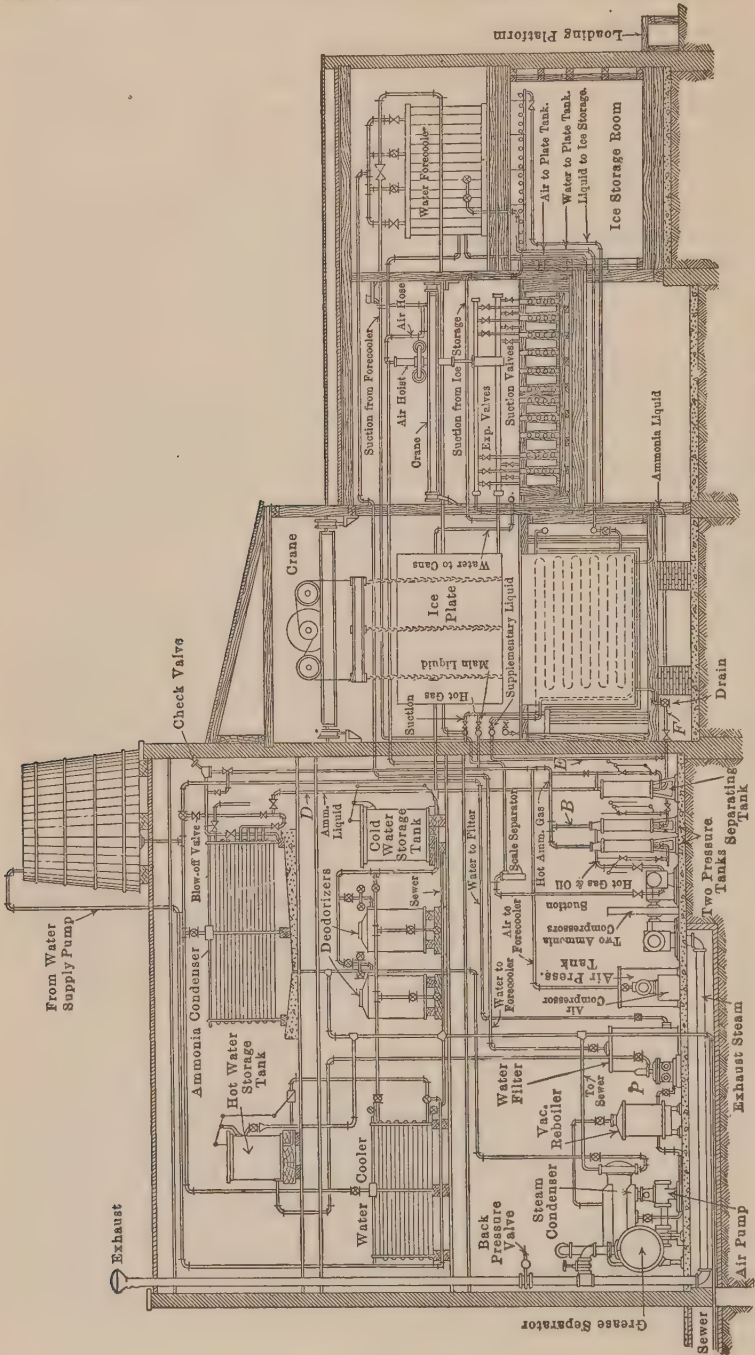 From Water
Supply Pump
Check Valve
Exhaust
Ammonia Condenser
Blow-off Valve
Hot Water
Storage
Tank
D
Amm.
Liquid
Crane
Cold Water
Storage
Tank
Deodorizers
Sewer
Water Cooler
Water to Filter
Suction
Hot Gas
Main Liquid
Supplementary Liquid
Ice
Plate
Water to Cans
Suction from Forecooler
Air Hoist
Air Hose
Crane
Suction from Ice Storage
Exp. Valves
Suction Valves
Water Forecooler
Loading Platform
Air to Plate Tank.
Water to Plate Tank.
Liquid to Ice Storage.
Ice Storage Room
Ammonia Liquid
Back
Pressure
Valve
Steam
Condenser
Vac.
Reboiler
Water
Filter
To
Sewer
P
Water to
Forecooler
Air to
Forecooler
Scale Separator
Hot Amm. Gas
B
E
F
Air
Compressor
Air Press.
Tank
Two Ammonia
Compressors
Suction
Hot Gas & Oil
Two Pressure
Tanks
Separating
Tank
Drain
Grease Separator
Sewer
Air Pump
Exhaust Steam